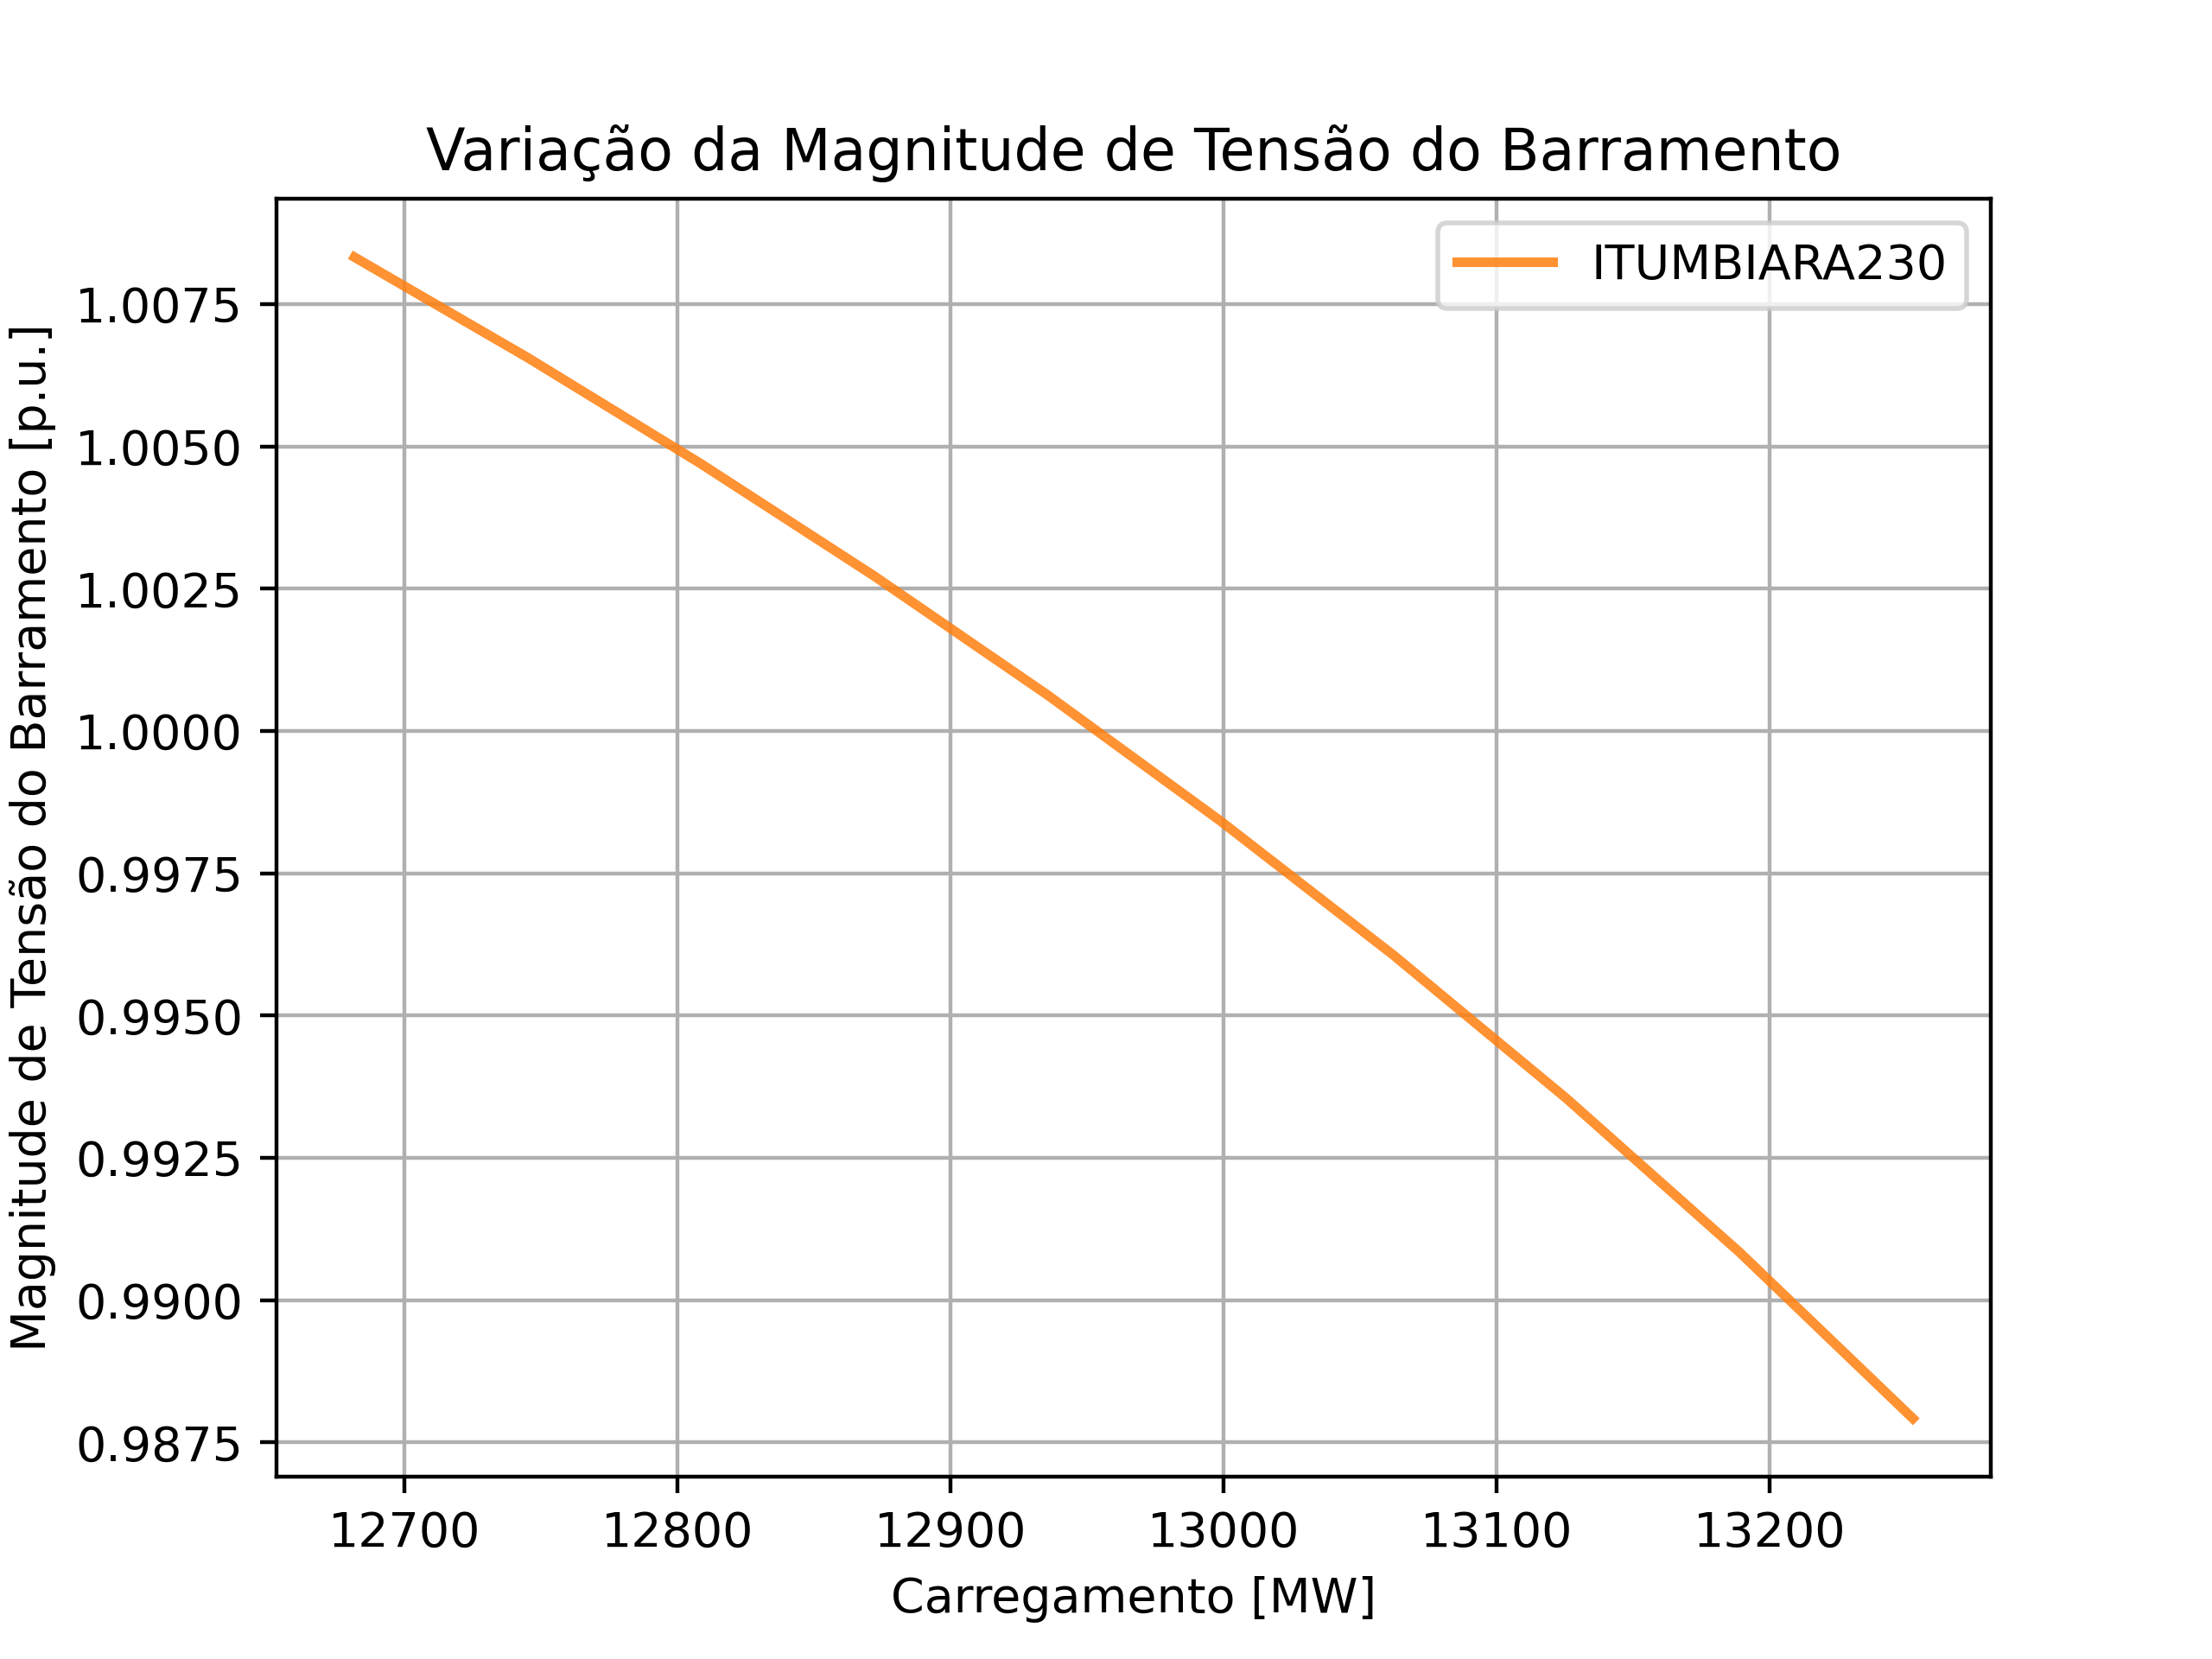 Variação da Magnitude de Tensão do Barramento
ITUMBIARA230
Magnitude de Tensão do Barramento [p.u.]
1.0075
1.0050
1.0025
1.0000
0.9975
0.9950
0.9925
0.9900
0.9875
12700 12800 12900 13000 13100 13200
Carregamento [MW]